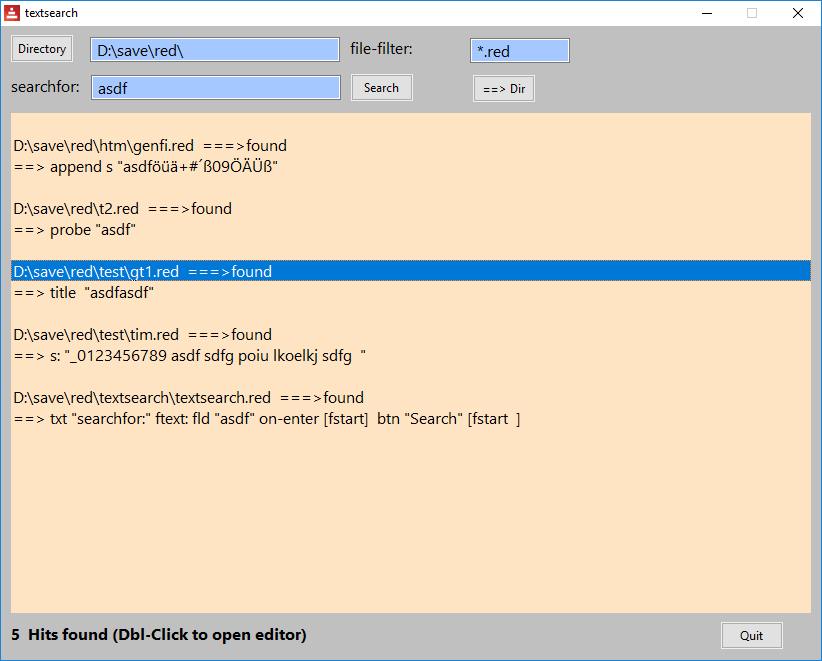 textsearch
Directory D:\save\red\ file-filter: *.red
searchfor: asdf Search ==> Dir
D:\save\red\htm\genfi.red  ===>found
==> append s "asdföüä+#´ß09ÖÄÜß"
D:\save\red\t2.red  ===>found
==> probe "asdf"
D:\save\red\test\gt1.red  ===>found
==> title  "asdfasdf"
D:\save\red\test\tim.red  ===>found
==> s: "_0123456789 asdf sdfg poiu lkoelkj sdfg  "
D:\save\red\textsearch\textsearch.red  ===>found
==> txt "searchfor:" ftext: fld "asdf" on-enter [fstart]  btn "Search" [fstart  ]
5  Hits found (Dbl-Click to open editor) Quit